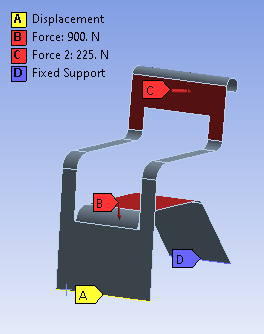 A Displacement
B Force: 900. N
C Force 2: 225. N
D Fixed Support
C
B
D
A